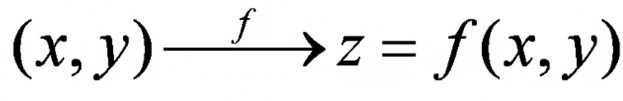 (x, y) —f→ z = f(x, y)